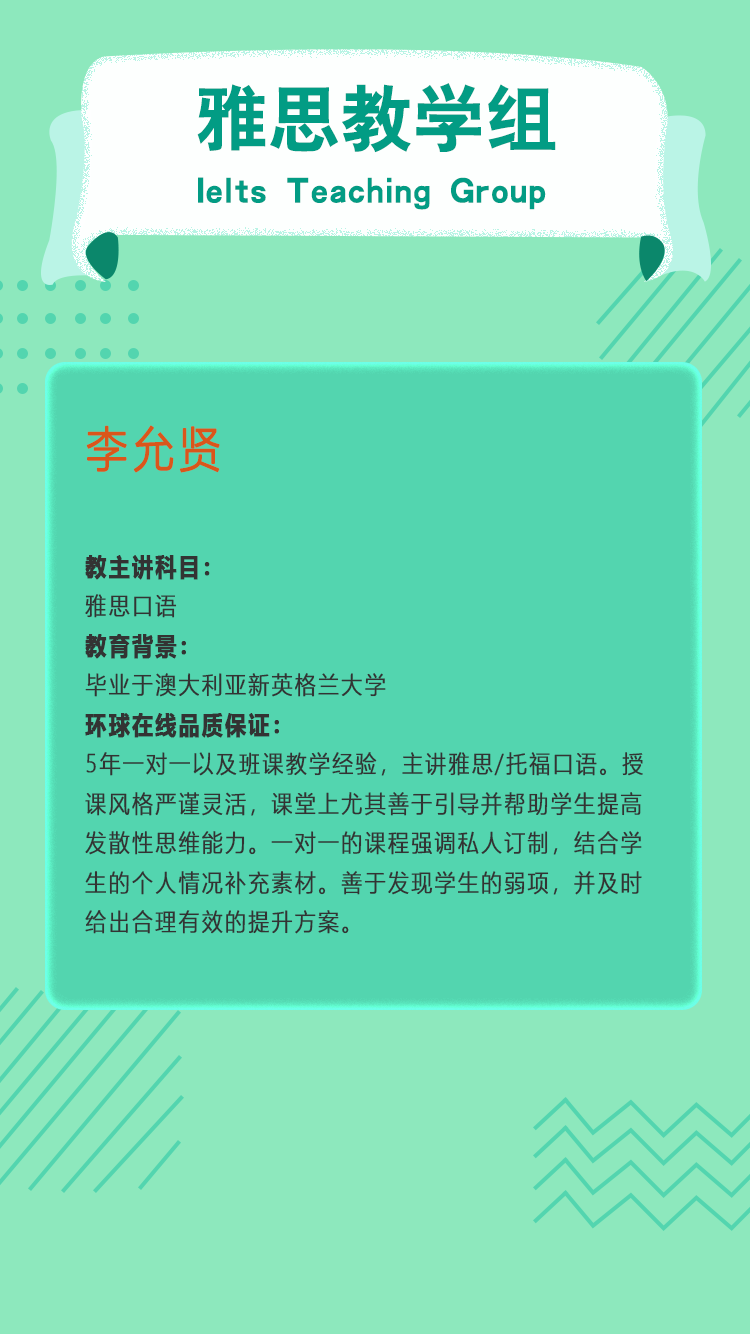 雅思教学组
Ielts Teaching Group
李允贤
教主讲科目：
雅思口语
教育背景：
毕业于澳大利亚新英格兰大学
环球在线品质保证：
5年一对一以及班课教学经验，主讲雅思/托福口语。授
课风格严谨灵活，课堂上尤其善于引导并帮助学生提高
发散性思维能力。一对一的课程强调私人订制，结合学
生的个人情况补充素材。善于发现学生的弱项，并及时
给出合理有效的提升方案。